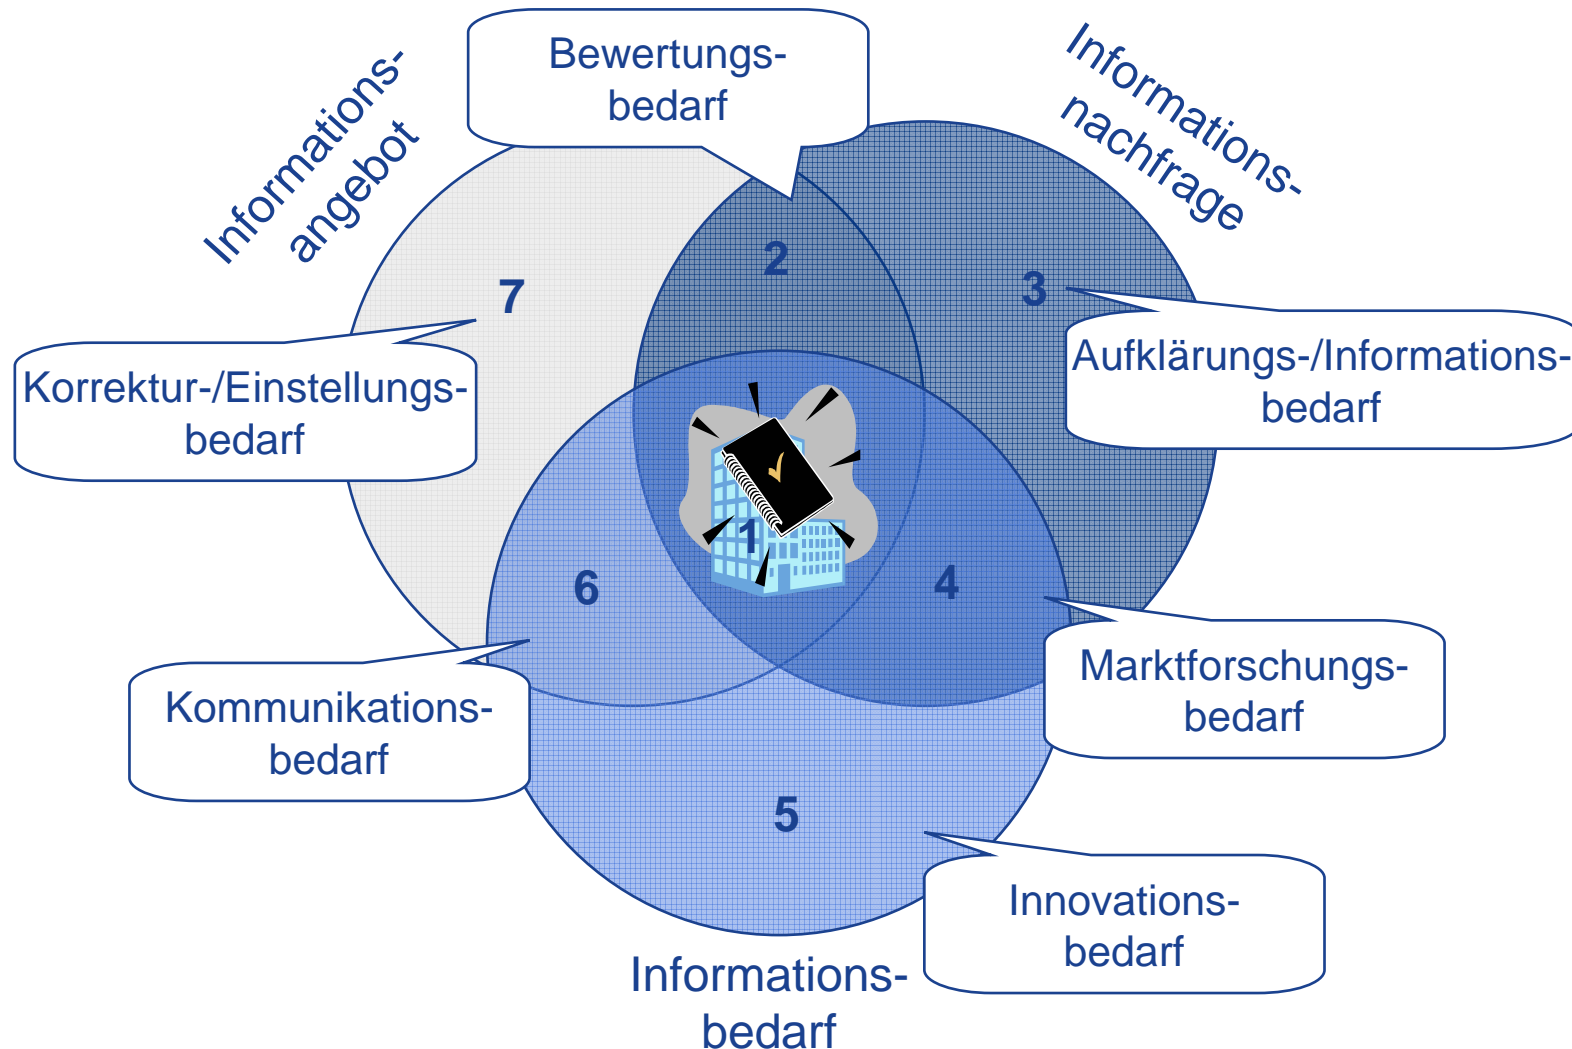 Informations-
angebot
Bewertungs-
bedarf
Informations-
nachfrage
2
7
3
Korrektur-/Einstellungs-
bedarf
Aufklärungs-/Informations-
bedarf
1
6
4
Kommunikations-
bedarf
Marktforschungs-
bedarf
5
Innovations-
bedarf
Informations-
bedarf